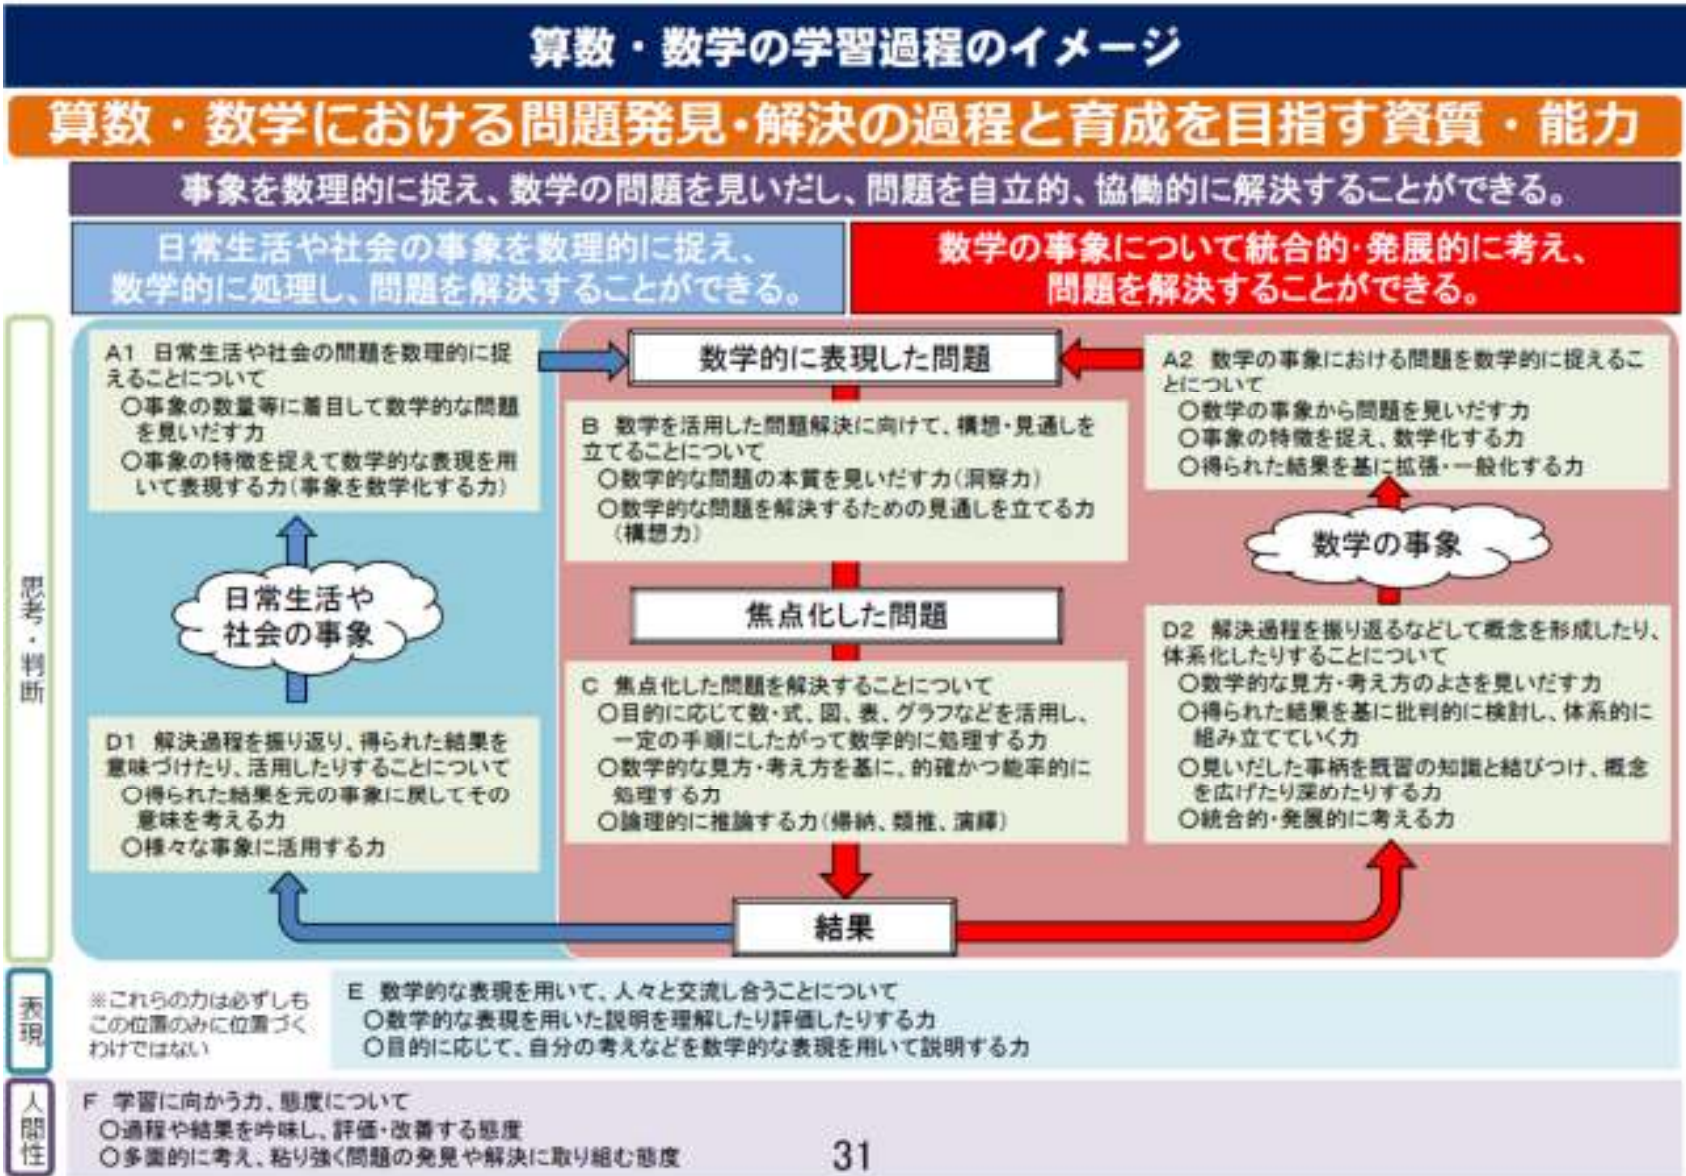 算数・数学の学習過程のイメージ
算数・数学における問題発見・解決の過程と育成を目指す資質・能力
事象を数理的に捉え、数学の問題を見いだし、問題を自立的、協働的に解決することができる。
日常生活や社会の事象を数理的に捉え、
数学的に処理し、問題を解決することができる。
数学の事象について統合的・発展的に考え、
問題を解決することができる。
思考・判断
A1 日常生活や社会の問題を数理的に捉
えることについて
○事象の数量等に着目して数学的な問題
を見いだす力
○事象の特徴を捉えて数学的な表現を用
いて表現する力(事象を数学化する力)
日常生活や
社会の事象
D1 解決過程を振り返り、得られた結果を
意味づけたり、活用したりすることについて
○得られた結果を元の事象に戻してその
意味を考える力
○様々な事象に活用する力
数学的に表現した問題
B 数学を活用した問題解決に向けて、構想・見通しを
立てることについて
○数学的な問題の本質を見いだす力(洞察力)
○数学的な問題を解決するための見通しを立てる力
(構想力)
焦点化した問題
C 焦点化した問題を解決することについて
○目的に応じて数・式、図、表、グラフなどを活用し、
一定の手順にしたがって数学的に処理する力
○数学的な見方・考え方を基に、的確かつ能率的に
処理する力
○論理的に推論する力(帰納、類推、演繹)
結果
A2 数学の事象における問題を数学的に捉えるこ
とについて
○数学の事象から問題を見いだす力
○事象の特徴を捉え、数学化する力
○得られた結果を基に拡張・一般化する力
数学の事象
D2 解決過程を振り返るなどして概念を形成したり、
体系化したりすることについて
○数学的な見方・考え方のよさを見いだす力
○得られた結果を基に批判的に検討し、体系的に
組み立てていく力
○見いだした事柄を既習の知識と結びつけ、概念
を広げたり深めたりする力
○統合的・発展的に考える力
表現
※これらの力は必ずしも
この位置のみに位置づく
わけではない
E 数学的な表現を用いて、人々と交流し合うことについて
○数学的な表現を用いた説明を理解したり評価したりする力
○目的に応じて、自分の考えなどを数学的な表現を用いて説明する力
人間性
F 学習に向かう力、態度について
○過程や結果を吟味し、評価・改善する態度
○多面的に考え、粘り強く問題の発見や解決に取り組む態度
31